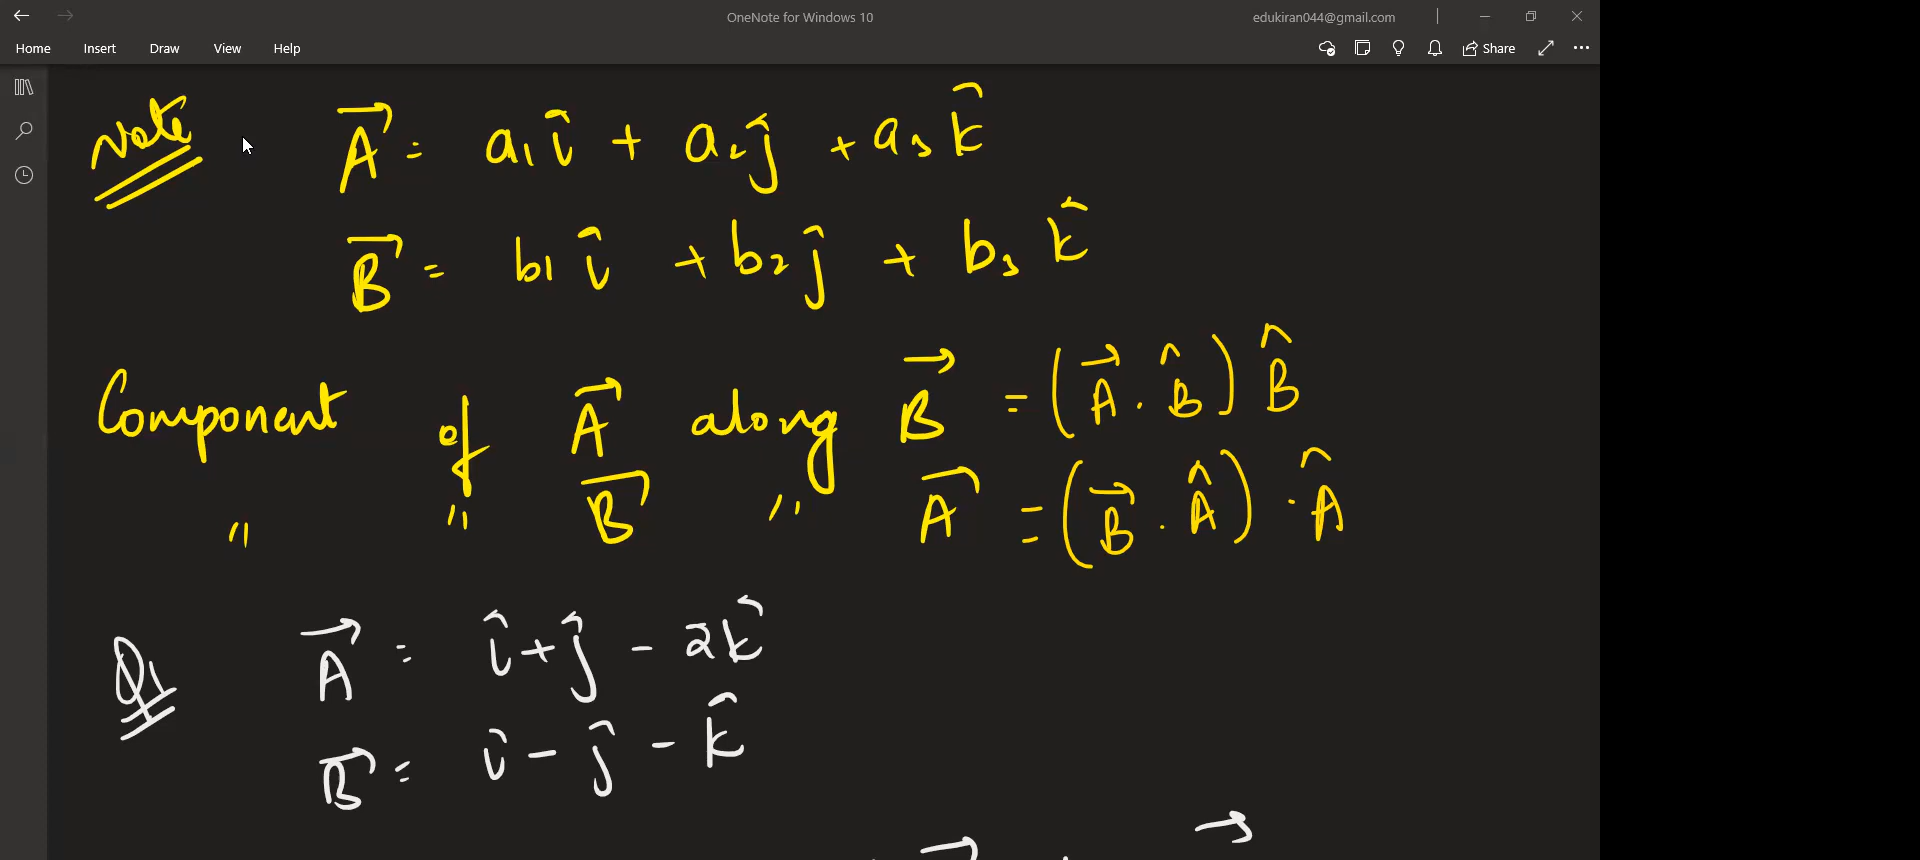 OneNote for Windows 10
edukiran044@gmail.com
Home Insert Draw View Help
Share
Note A⃗ = a₁î + a₂ĵ + a₃k̂
B⃗ = b₁î + b₂ĵ + b₃k̂
Component of A⃗ along B⃗ = (A⃗ . B̂) B̂
" " B⃗ " A⃗ = (B⃗ . Â) . Â
Q1 A⃗ = î + ĵ - 2k̂
B⃗ = î - ĵ - k̂